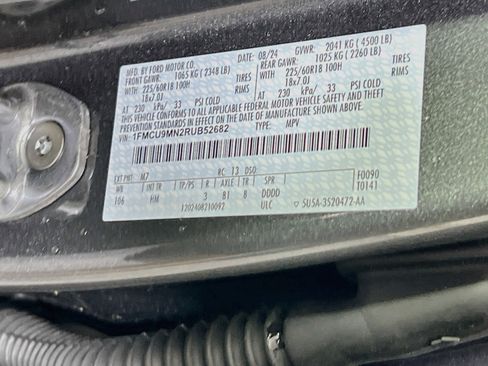 MFD. BY FORD MOTOR CO.
DATE: 08/24 GVWR: 2041 KG ( 4500 LB)
FRONT GAWR: 1065 KG ( 2348 LB) REAR GAWR: 1025 KG ( 2260 LB)
WITH 225/60R18 100H WITH 225/60R18 100H
TIRES 18x7.0J TIRES 18x7.0J
RIMS
AT 230 kPa/ 33 PSI COLD AT 230 kPa/ 33 PSI COLD
THIS VEHICLE CONFORMS TO ALL APPLICABLE FEDERAL MOTOR VEHICLE SAFETY AND THEFT PREVENTION STANDARDS IN EFFECT ON THE DATE OF MANUFACTURE SHOWN ABOVE.
VIN: 1FMCU9MN2RUB52682 TYPE: MPV
EXT PNT: M7 RC: 13 DSO: F0090
WB INT TR TP/PS R AXLE TR SPR T0141
106 HM 3 B1 8 DDDD
1202408210092 ULC SU5A-3520472-AA